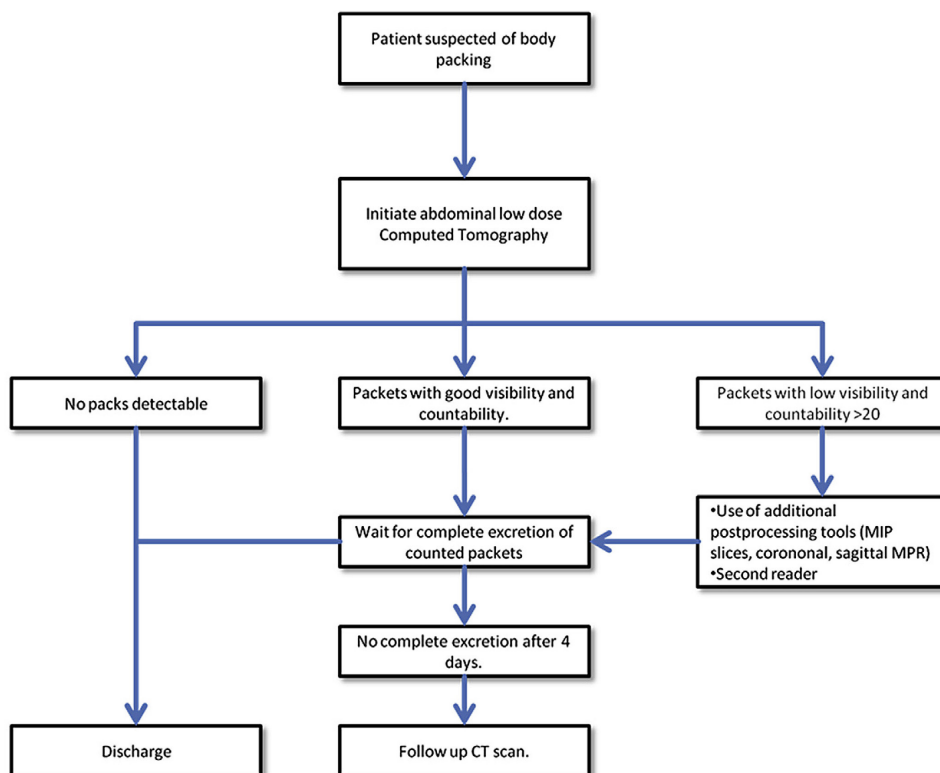 Patient suspected of body
packing
Initiate abdominal low dose
Computed Tomography
No packs detectable
Packets with good visibility and
countability.
Packets with low visibility and
countability >20
Wait for complete excretion of
counted packets
•Use of additional
postprocessing tools (MIP
slices, corononal, sagittal MPR)
•Second reader
No complete excretion after 4
days.
Discharge
Follow up CT scan.